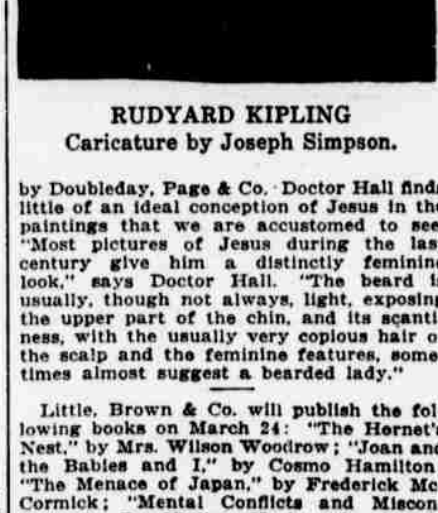 RUDYARD KIPLING
Caricature by Joseph Simpson.
by Doubleday, Page & Co. Doctor Hall find
little of an ideal conception of Jesus in the
paintings that we are accustomed to see
"Most pictures of Jesus during the las
century give him a distinctly feminine
look," says Doctor Hall. "The beard is
usually, though not always, light, exposing
the upper part of the chin, and its scanti
ness, with the usually very copious hair o
the scalp and the feminine features, some
times almost suggest a bearded lady."
Little, Brown & Co. will publish the fol
lowing books on March 24: "The Hornet's
Nest," by Mrs. Wilson Woodrow; "Joan and
the Babies and I," by Cosmo Hamilton
"The Menace of Japan," by Frederick Mc
Cormick; "Mental Conflicts and Miscon